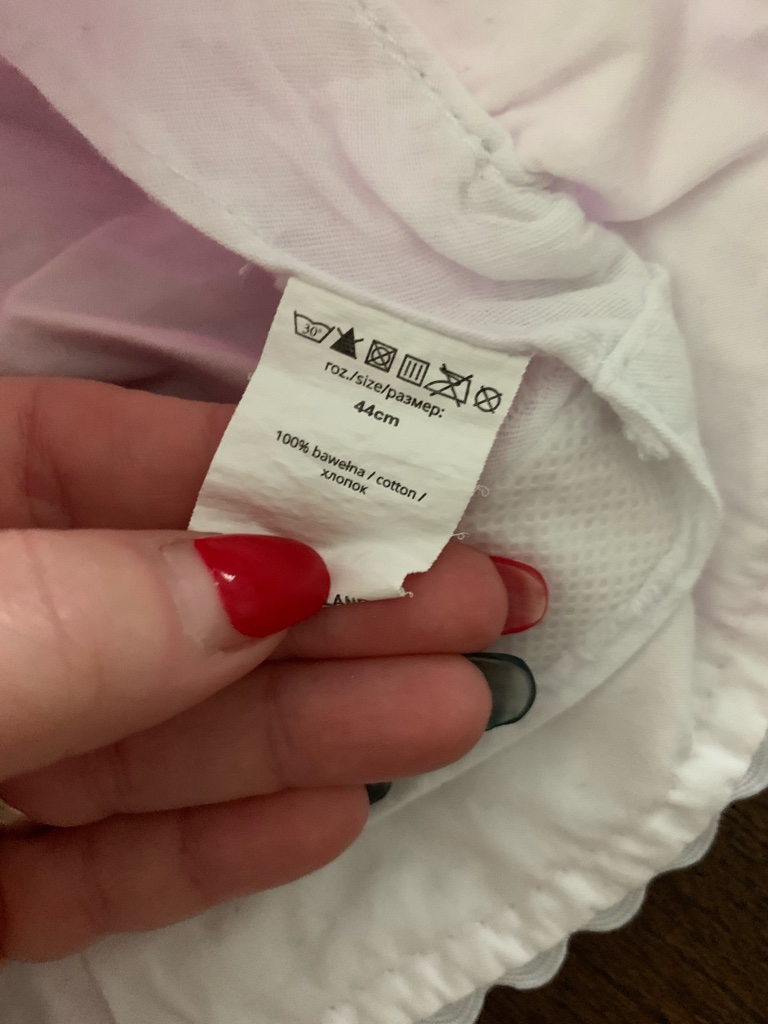 30°
roz./size/размер:
44cm
100% bawełna / cotton /
хлопок